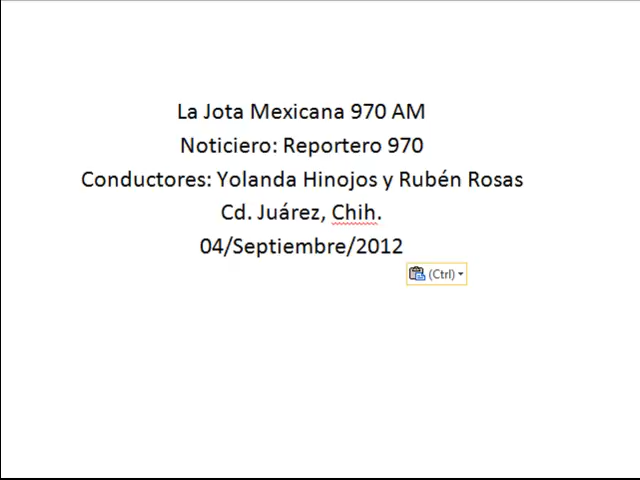 La Jota Mexicana 970 AM
Noticiero: Reportero 970
Conductores: Yolanda Hinojos y Rubén Rosas
Cd. Juárez, Chih.
04/Septiembre/2012
(Ctrl)